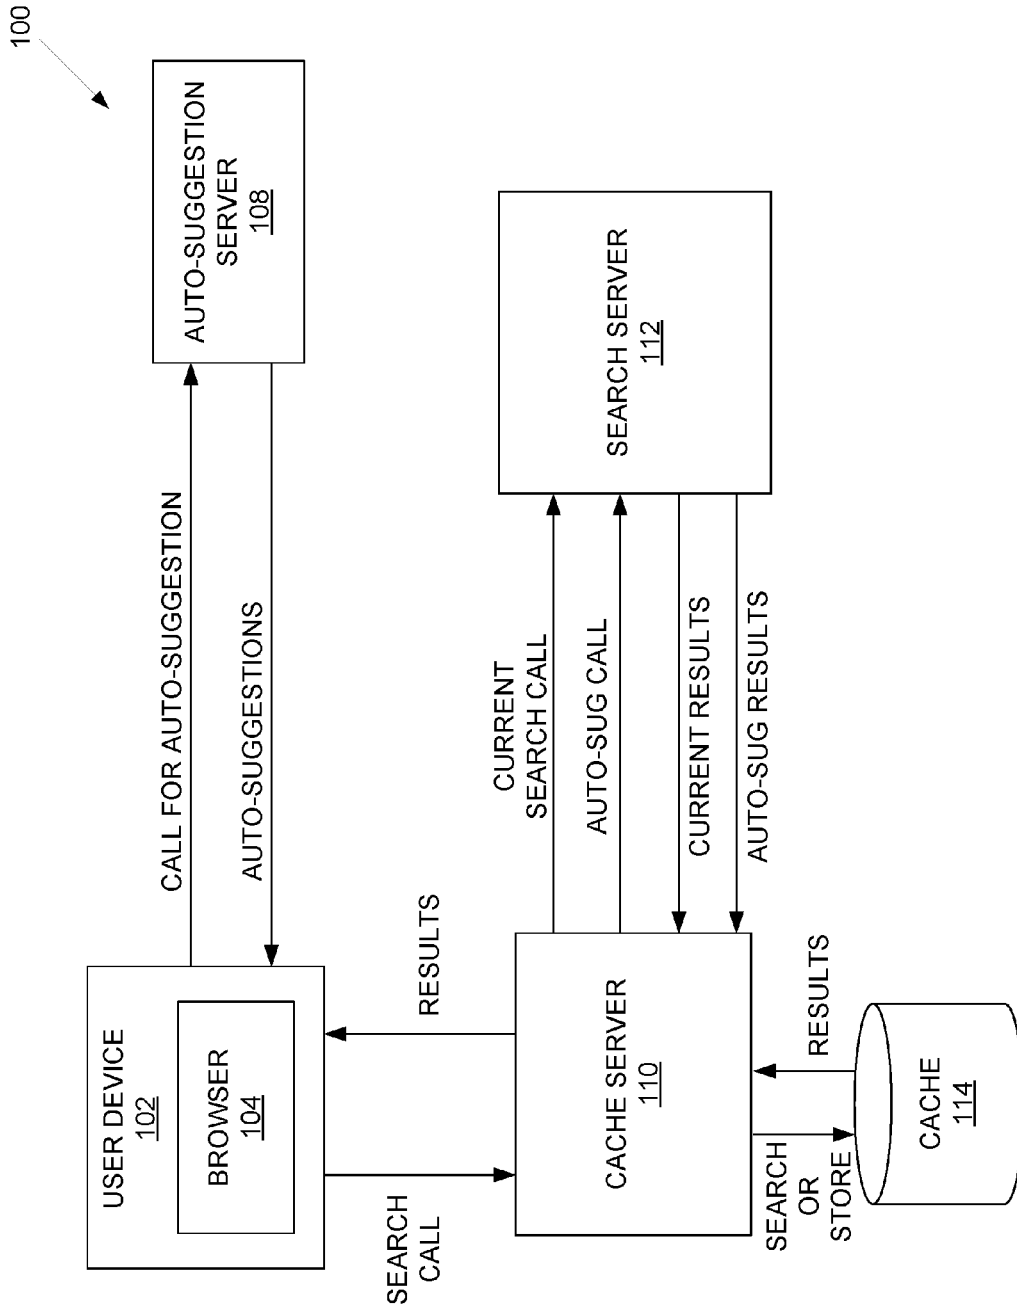 100
USER DEVICE
102
BROWSER
104
CALL FOR AUTO-SUGGESTION
AUTO-SUGGESTIONS
AUTO-SUGGESTION
SERVER
108
SEARCH
CALL
RESULTS
CACHE SERVER
110
CURRENT
SEARCH CALL
AUTO-SUG CALL
CURRENT RESULTS
AUTO-SUG RESULTS
SEARCH SERVER
112
SEARCH
OR
STORE
RESULTS
CACHE
114